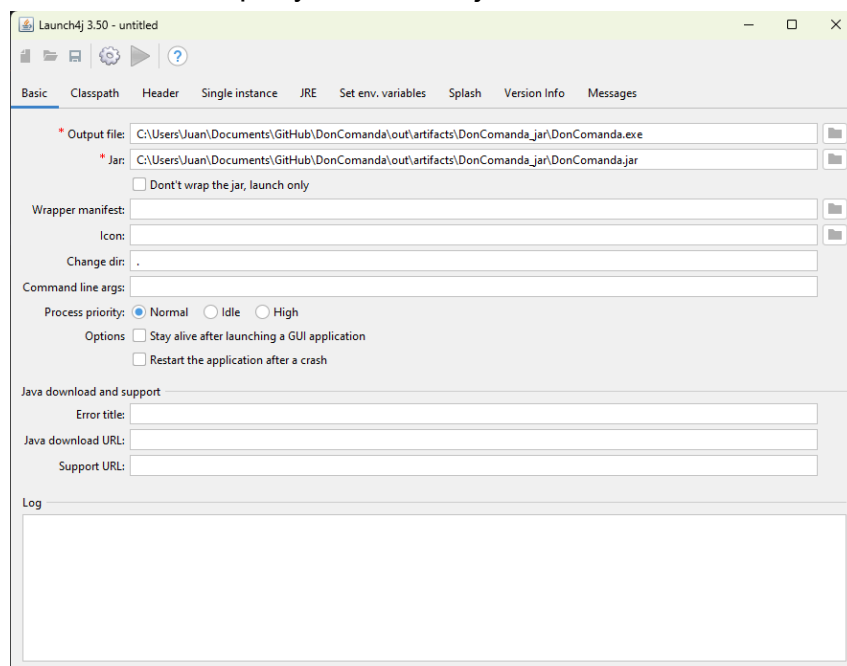 Launch4j 3.50 - untitled
Basic Classpath Header Single instance JRE Set env. variables Splash Version Info Messages
* Output file: C:\Users\Juan\Documents\GitHub\DonComanda\out\artifacts\DonComanda_jar\DonComanda.exe
* Jar: C:\Users\Juan\Documents\GitHub\DonComanda\out\artifacts\DonComanda_jar\DonComanda.jar
Dont't wrap the jar, launch only
Wrapper manifest:
Icon:
Change dir: .
Command line args:
Process priority: Normal Idle High
Options Stay alive after launching a GUI application
Restart the application after a crash
Java download and support
Error title:
Java download URL:
Support URL:
Log